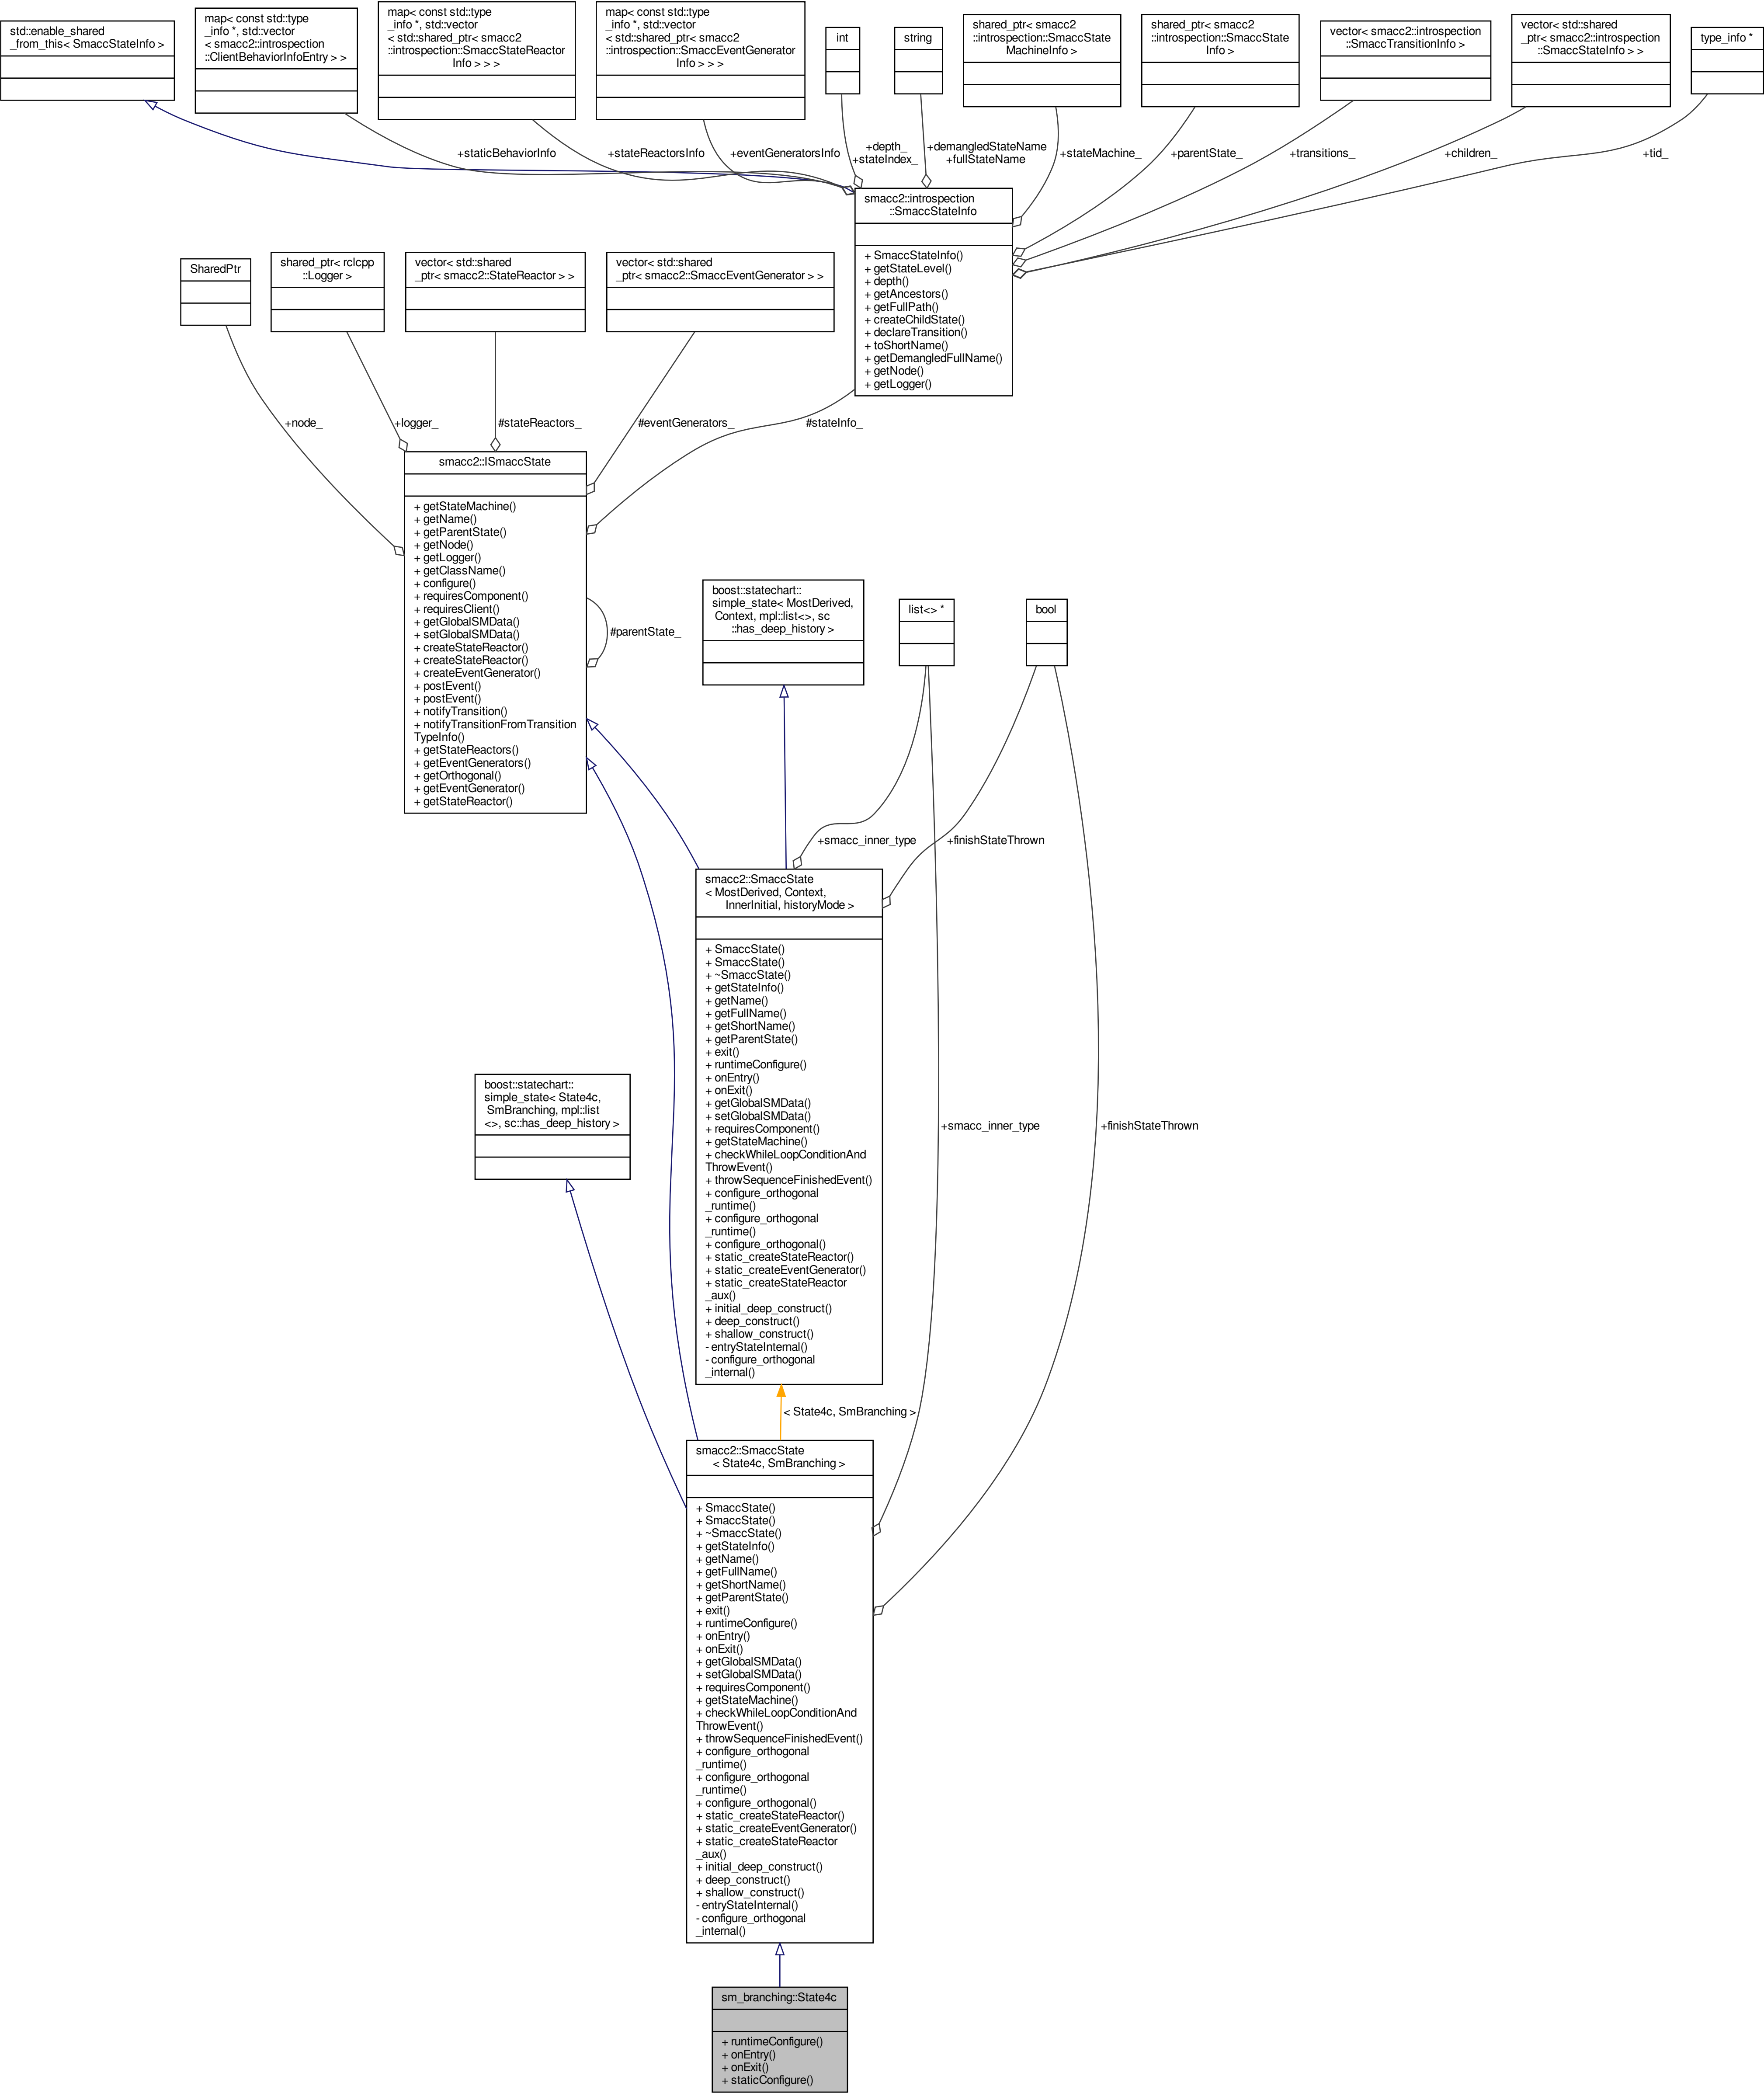 std::enable_shared
_from_this< SmaccStateInfo >
map< const std::type
_info *, std::vector
< smacc2::introspection
::ClientBehaviorInfoEntry > >
map< const std::type
_info *, std::vector
< std::shared_ptr< smacc2
::introspection::SmaccStateReactor
Info > > >
map< const std::type
_info *, std::vector
< std::shared_ptr< smacc2
::introspection::SmaccEventGenerator
Info > > >
int
string
shared_ptr< smacc2
::introspection::SmaccState
MachineInfo >
shared_ptr< smacc2
::introspection::SmaccState
Info >
vector< smacc2::introspection
::SmaccTransitionInfo >
vector< std::shared
_ptr< smacc2::introspection
::SmaccStateInfo > >
type_info *
+staticBehaviorInfo
+stateReactorsInfo
+eventGeneratorsInfo
+depth_
+stateIndex_
+demangledStateName
+fullStateName
+stateMachine_
+parentState_
+transitions_
+children_
+tid_
smacc2::introspection
::SmaccStateInfo
+ SmaccStateInfo()
+ getStateLevel()
+ depth()
+ getAncestors()
+ getFullPath()
+ createChildState()
+ declareTransition()
+ toShortName()
+ getDemangledFullName()
+ getNode()
+ getLogger()
SharedPtr
shared_ptr< rclcpp
::Logger >
vector< std::shared
_ptr< smacc2::StateReactor > >
vector< std::shared
_ptr< smacc2::SmaccEventGenerator > >
+node_
+logger_
#stateReactors_
#eventGenerators_
#stateInfo_
smacc2::ISmaccState
+ getStateMachine()
+ getName()
+ getParentState()
+ getNode()
+ getLogger()
+ getClassName()
+ configure()
+ requiresComponent()
+ requiresClient()
+ getGlobalSMData()
+ setGlobalSMData()
+ createStateReactor()
+ createStateReactor()
+ createEventGenerator()
+ postEvent()
+ postEvent()
+ notifyTransition()
+ notifyTransitionFromTransition
TypeInfo()
+ getStateReactors()
+ getEventGenerators()
+ getOrthogonal()
+ getEventGenerator()
+ getStateReactor()
#parentState_
boost::statechart::
simple_state< MostDerived,
Context, mpl::list<>, sc
::has_deep_history >
list<> *
bool
+smacc_inner_type
+finishStateThrown
smacc2::SmaccState
< MostDerived, Context,
InnerInitial, historyMode >
+ SmaccState()
+ SmaccState()
+ ~SmaccState()
+ getStateInfo()
+ getName()
+ getFullName()
+ getShortName()
+ getParentState()
+ exit()
+ runtimeConfigure()
+ onEntry()
+ onExit()
+ getGlobalSMData()
+ setGlobalSMData()
+ requiresComponent()
+ getStateMachine()
+ checkWhileLoopConditionAnd
ThrowEvent()
+ throwSequenceFinishedEvent()
+ configure_orthogonal
_runtime()
+ configure_orthogonal
_runtime()
+ configure_orthogonal()
+ static_createStateReactor()
+ static_createEventGenerator()
+ static_createStateReactor
_aux()
+ initial_deep_construct()
+ deep_construct()
+ shallow_construct()
- entryStateInternal()
- configure_orthogonal
_internal()
boost::statechart::
simple_state< State4c,
SmBranching, mpl::list
<>, sc::has_deep_history >
+smacc_inner_type
+finishStateThrown
< State4c, SmBranching >
smacc2::SmaccState
< State4c, SmBranching >
+ SmaccState()
+ SmaccState()
+ ~SmaccState()
+ getStateInfo()
+ getName()
+ getFullName()
+ getShortName()
+ getParentState()
+ exit()
+ runtimeConfigure()
+ onEntry()
+ onExit()
+ getGlobalSMData()
+ setGlobalSMData()
+ requiresComponent()
+ getStateMachine()
+ checkWhileLoopConditionAnd
ThrowEvent()
+ throwSequenceFinishedEvent()
+ configure_orthogonal
_runtime()
+ configure_orthogonal
_runtime()
+ configure_orthogonal()
+ static_createStateReactor()
+ static_createEventGenerator()
+ static_createStateReactor
_aux()
+ initial_deep_construct()
+ deep_construct()
+ shallow_construct()
- entryStateInternal()
- configure_orthogonal
_internal()
sm_branching::State4c
+ runtimeConfigure()
+ onEntry()
+ onExit()
+ staticConfigure()